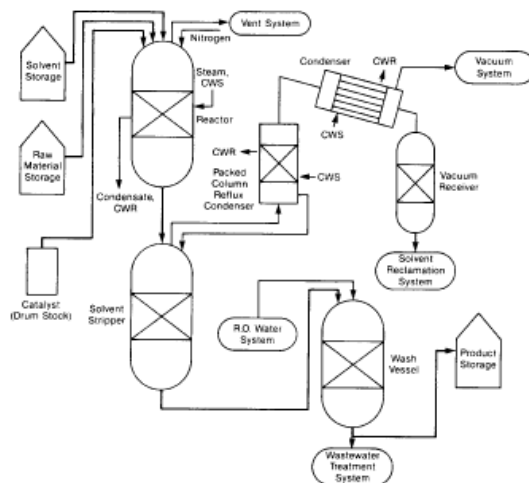 Vent System
Nitrogen
Solvent
Storage
Steam,
CWS
Reactor
Condenser
CWR
Vacuum
System
Raw
Material
Storage
CWS
CWR
CWS
Packed
Column
Reflux
Condenser
Vacuum
Receiver
Condensate,
CWR
Solvent
Reclamation
System
Catalyst
(Drum Stock)
Solvent
Stripper
R.O. Water
System
Wash
Vessel
Product
Storage
Wastewater
Treatment
System